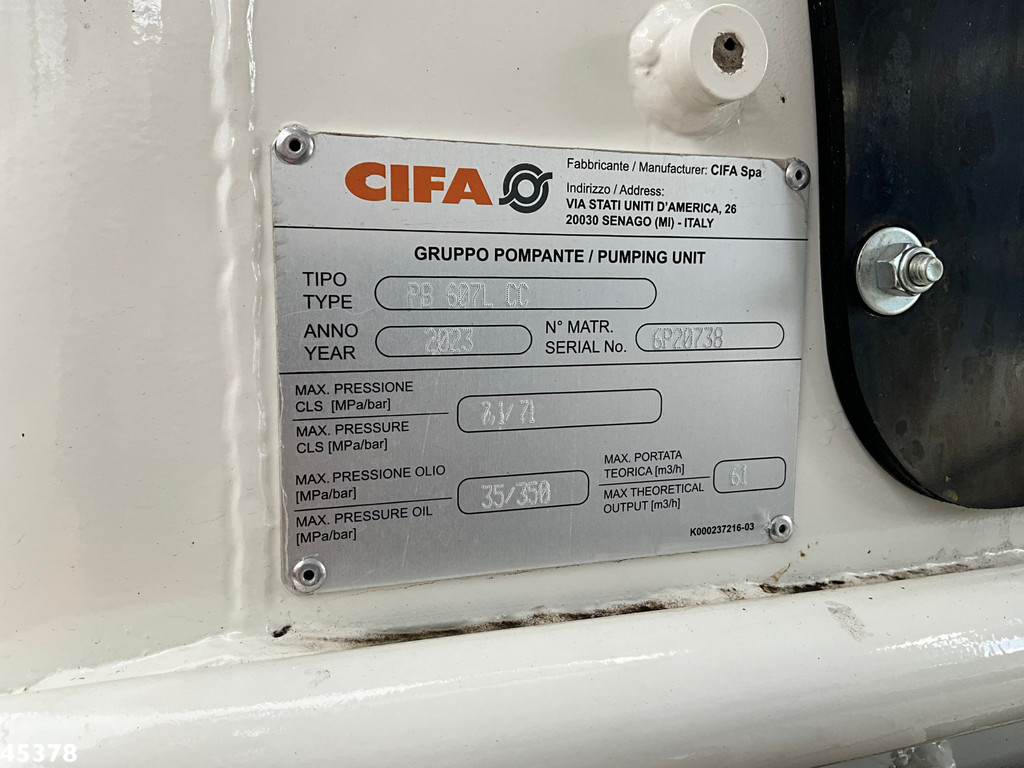 CIFA
Fabbricante / Manufacturer: CIFA Spa
Indirizzo / Address:
VIA STATI UNITI D'AMERICA, 26
20030 SENAGO (MI) - ITALY
GRUPPO POMPANTE / PUMPING UNIT
TIPO
TYPE
PB 607L CC
ANNO
YEAR
2023
N° MATR.
SERIAL No.
6P20738
MAX. PRESSIONE
CLS [MPa/bar]
MAX. PRESSURE
CLS [MPa/bar]
7,1/71
MAX. PRESSIONE OLIO
[MPa/bar]
MAX. PRESSURE OIL
[MPa/bar]
35/350
MAX. PORTATA
TEORICA [m3/h]
MAX THEORETICAL
OUTPUT [m3/h]
61
K000237216-03
45378